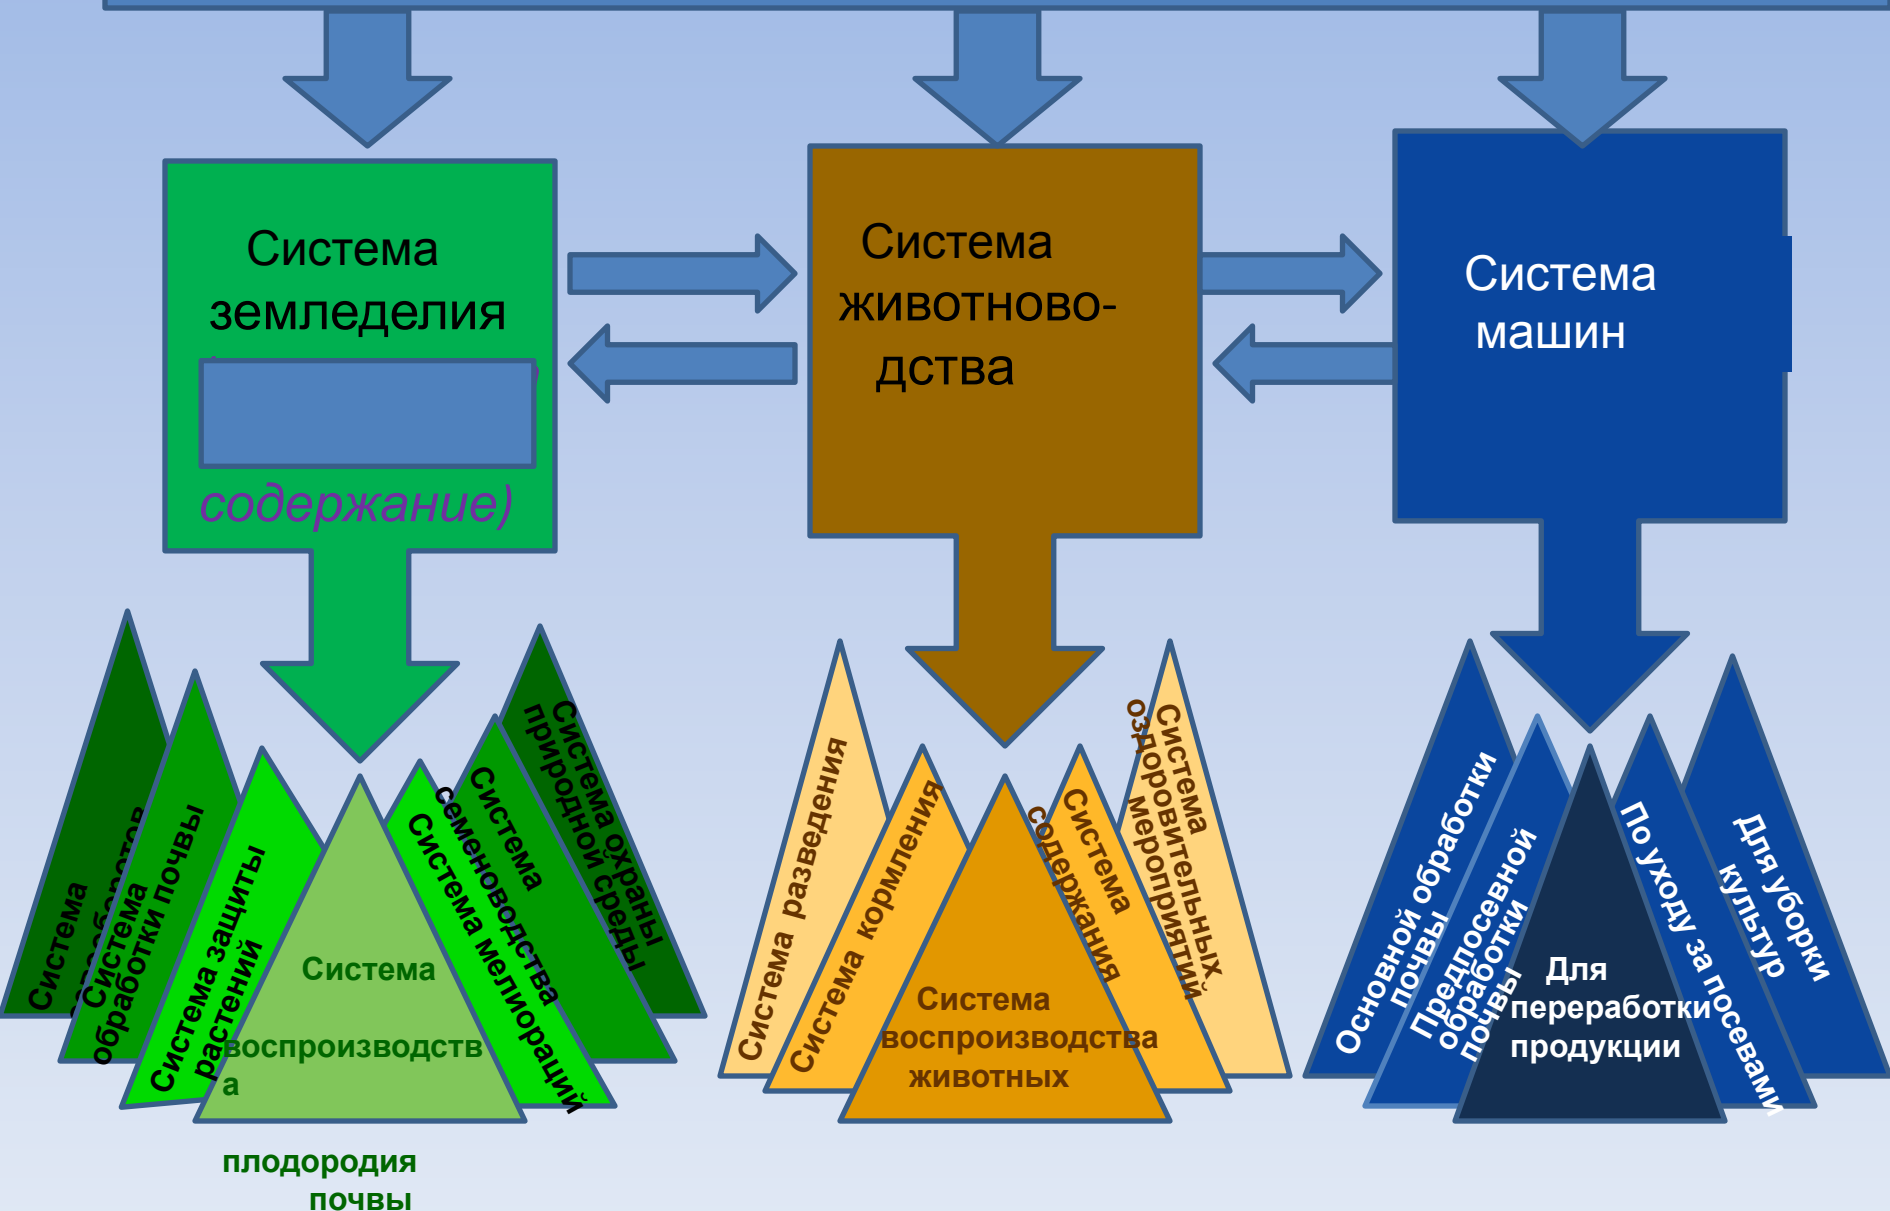 Система
земледелия
содержание)
Система
животново-
дства
Система
машин
Система
Система
обработки почвы
Система защиты
растений
Система
воспроизводств
а
плодородия
почвы
Система мелиораций
Система
семеноводства
Система охраны
природной среды
Система разведения
Система кормления
Система
воспроизводства
животных
Система
содержания
Система
оздоровительных
мероприятий
Основной обработки
почвы
Предпосевной
обработки
почвы
Для
переработки
продукции
По уходу за посевами
Для уборки
культур